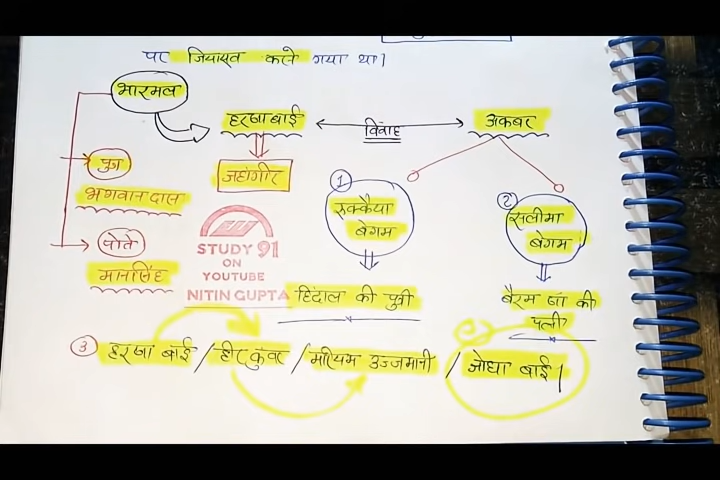 पर जियारत करने गया था।
भारमल
हरखाबाई
विवाह
अकबर
पुत्र
भगवानदास
जहांगीर
1
रुकैया
बेगम
2
सलीमा
बेगम
पोते
मानसिंह
STUDY 91
ON
YOUTUBE
NITIN GUPTA
हिंदाल की पुत्री
बैरम खां की
पत्नी
3 हरखा बाई / हीर कुंवर / मरियम उज्जमानी / जोधा बाई।